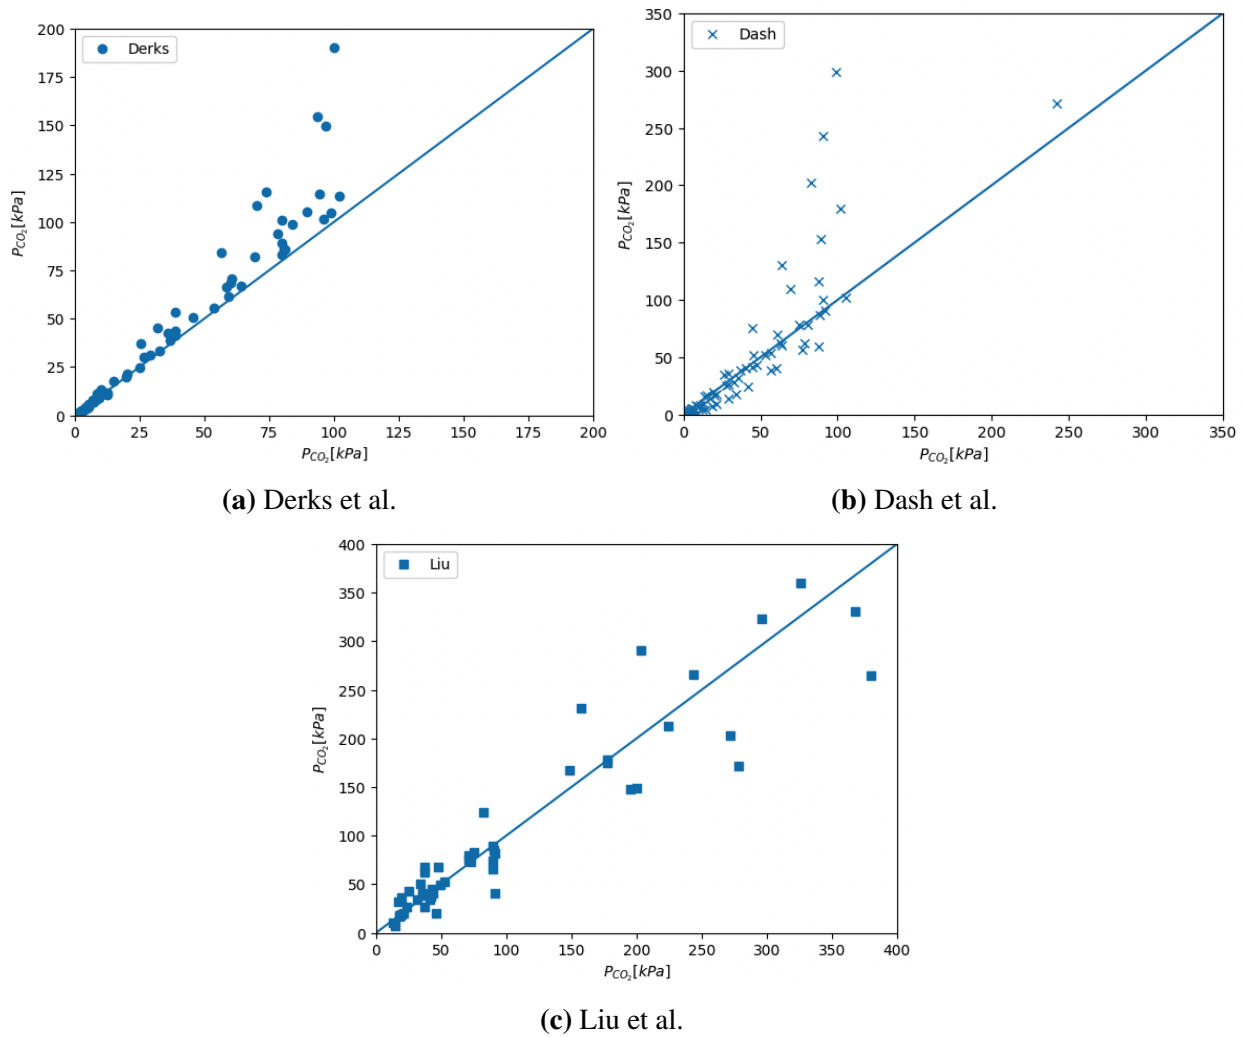 Derks
200
175
150
125
100
75
50
25
0
P_{CO_2}[kPa]
0 25 50 75 100 125 150 175 200
P_{CO_2}[kPa]
(a) Derks et al.
Dash
350
300
250
200
150
100
50
0
P_{CO_2}[kPa]
0 50 100 150 200 250 300 350
P_{CO_2}[kPa]
(b) Dash et al.
Liu
400
350
300
250
200
150
100
50
0
P_{CO_2}[kPa]
0 50 100 150 200 250 300 350 400
P_{CO_2}[kPa]
(c) Liu et al.